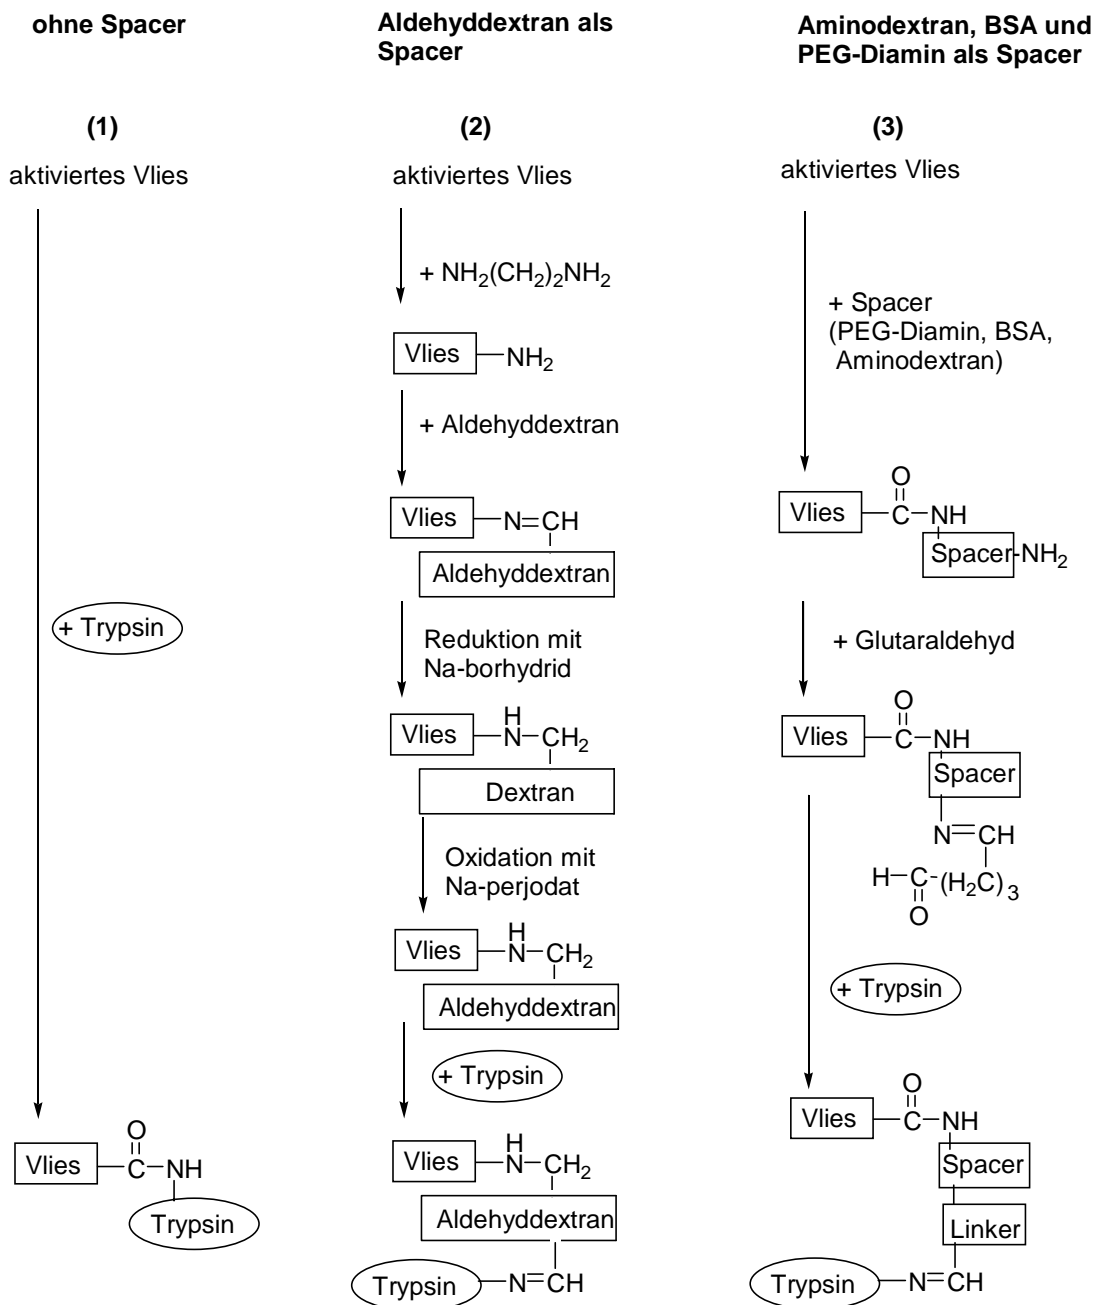 ohne Spacer
Aldehyddextran als
Spacer
Aminodextran, BSA und
PEG-Diamin als Spacer
(1)
aktiviertes Vlies
+ Trypsin
O
Vlies
C
NH
Trypsin
(2)
aktiviertes Vlies
+ NH2(CH2)2NH2
Vlies NH2
+ Aldehyddextran
Vlies N=CH
Aldehyddextran
Reduktion mit
Na-borhydrid
H
Vlies N CH2
Dextran
Oxidation mit
Na-perjodat
H
Vlies N CH2
Aldehyddextran
+ Trypsin
H
Vlies N CH2
Aldehyddextran
Trypsin N=CH
(3)
aktiviertes Vlies
+ Spacer
(PEG-Diamin, BSA,
Aminodextran)
O
Vlies C NH
Spacer-NH2
+ Glutaraldehyd
O
Vlies C NH
Spacer
N=CH
H-C-(H2C)3
O
+ Trypsin
O
Vlies C NH
Spacer
Linker
Trypsin N=CH